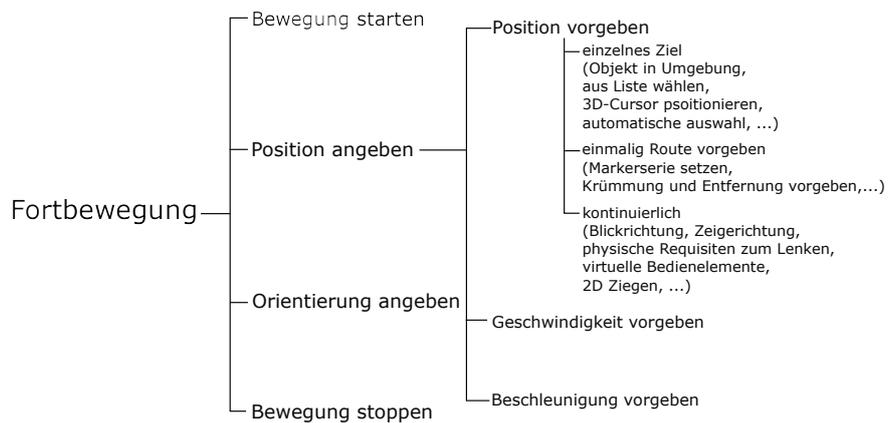 Fortbewegung
Bewegung starten
Position angeben
Position vorgeben
einzelnes Ziel
(Objekt in Umgebung,
aus Liste wählen,
3D-Cursor psoitionieren,
automatische auswahl, ...)
einmalig Route vorgeben
(Markerserie setzen,
Krümmung und Entfernung vorgeben,...)
kontinuierlich
(Blickrichtung, Zeigerichtung,
physische Requisiten zum Lenken,
virtuelle Bedienelemente,
2D Ziegen, ...)
Geschwindigkeit vorgeben
Beschleunigung vorgeben
Orientierung angeben
Bewegung stoppen